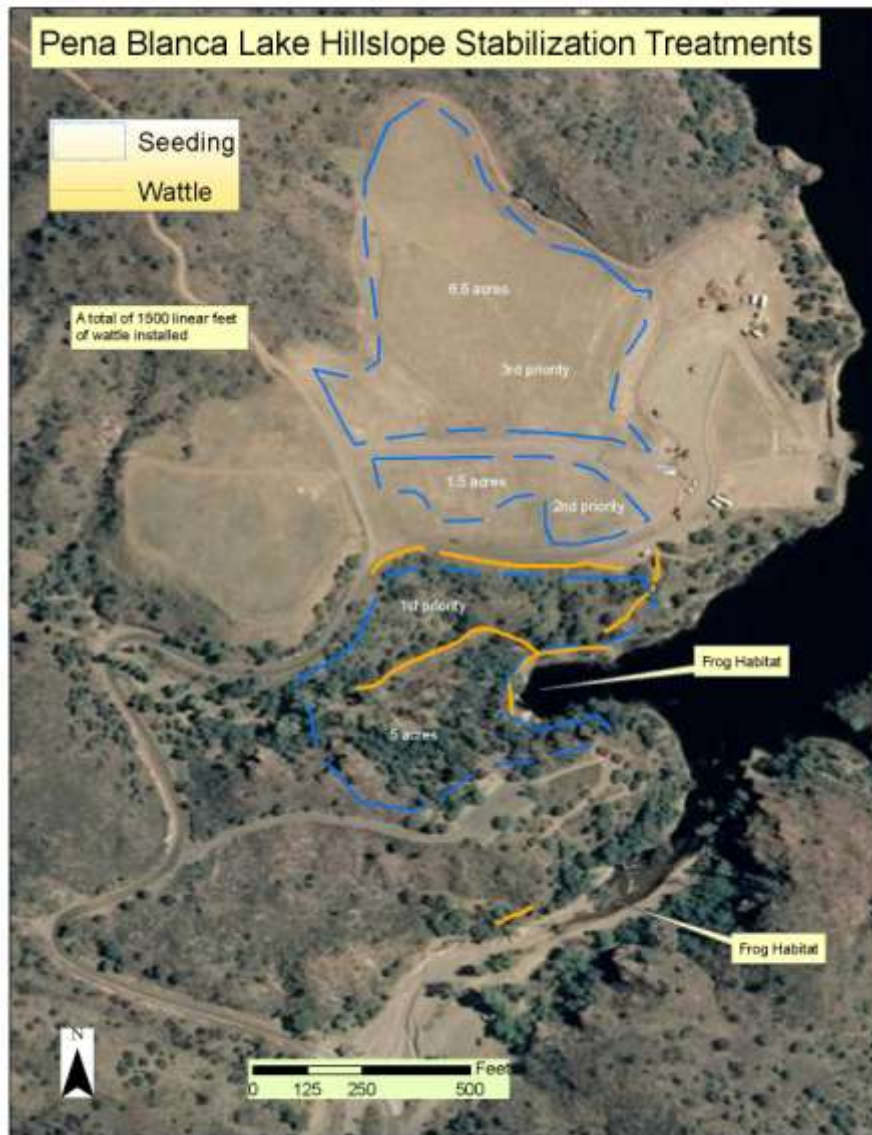 Pena Blanca Lake Hillslope Stabilization Treatments
Seeding
Wattle
A total of 1500 linear feet
of wattle installed
6.5 acres
3rd priority
1.5 acres
2nd priority
1st priority
Frog Habitat
5 acres
Frog Habitat
N
Feet
0 125 250 500